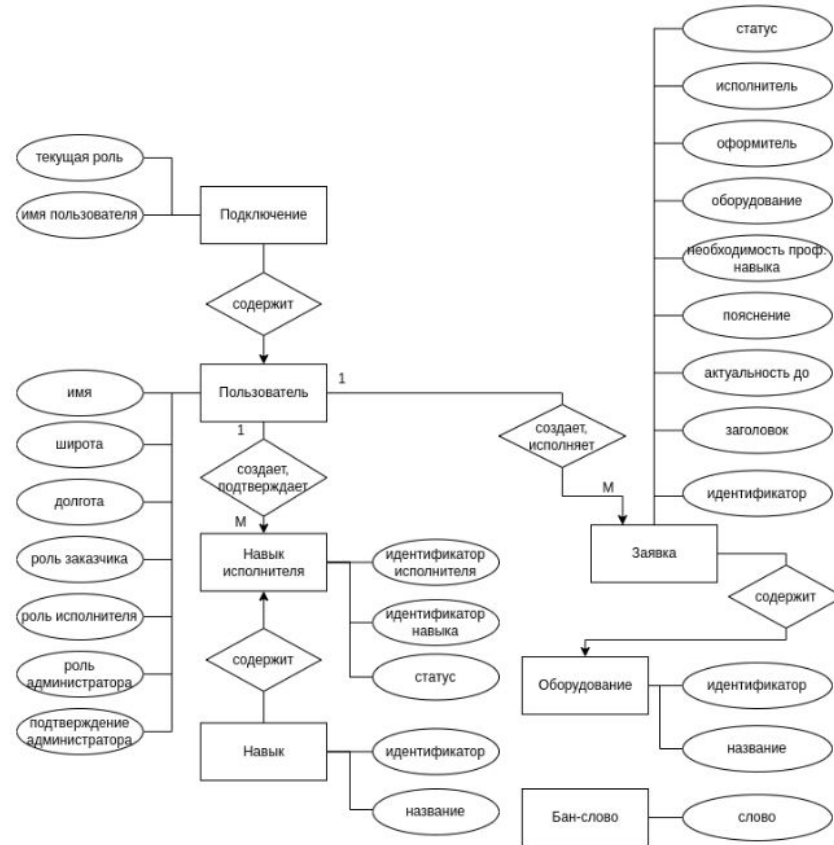 статус
исполнитель
оформитель
оборудование
необходимость проф.
навыка
пояснение
актуальность до
заголовок
идентификатор
текущая роль
имя пользователя
Подключение
содержит
Пользователь
1
1
создает,
исполняет
М
Заявка
имя
широта
долгота
роль заказчика
роль исполнителя
роль
администратора
подтверждение
администратора
создает,
подтверждает
М
Навык
исполнителя
идентификатор
исполнителя
идентификатор
навыка
статус
содержит
Навык
идентификатор
название
содержит
Оборудование
идентификатор
название
Бан-слово
слово